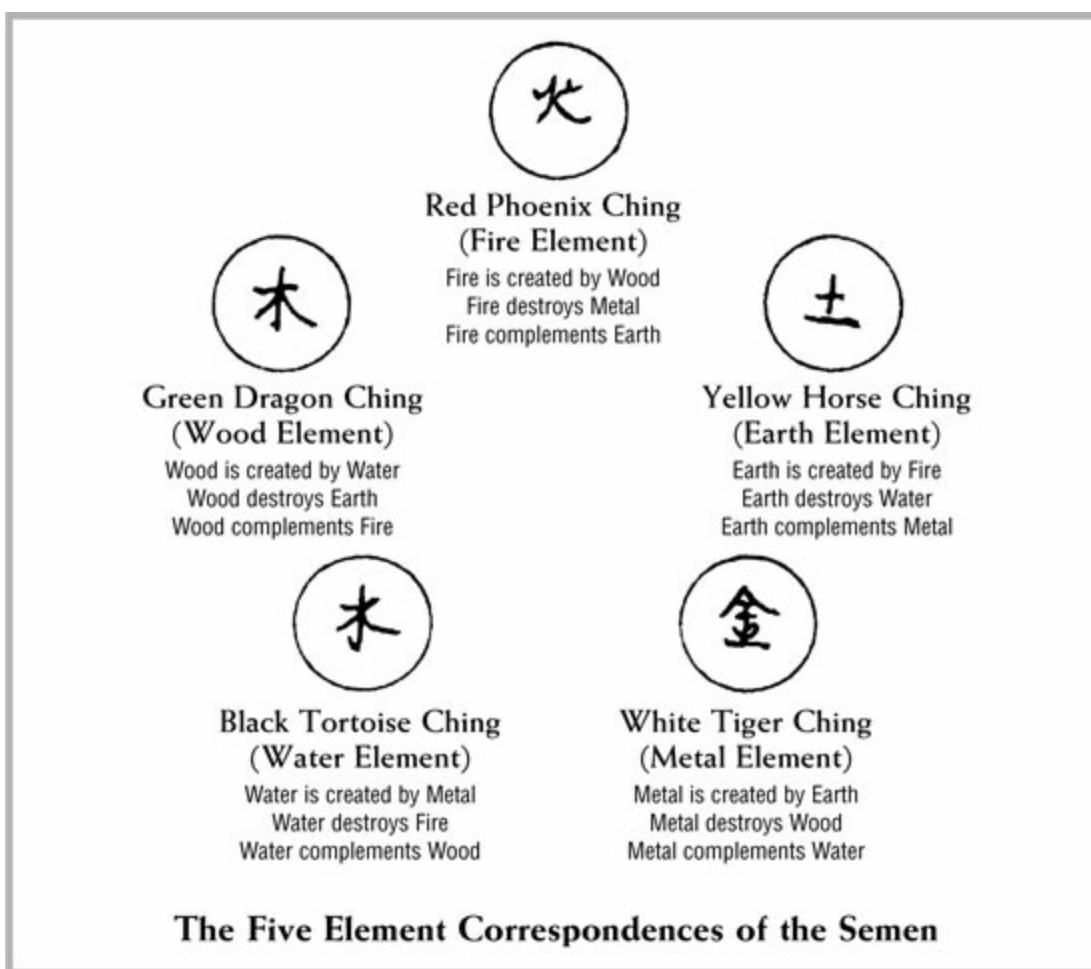 火
Red Phoenix Ching
(Fire Element)
Fire is created by Wood
Fire destroys Metal
Fire complements Earth
木
Green Dragon Ching
(Wood Element)
Wood is created by Water
Wood destroys Earth
Wood complements Fire
土
Yellow Horse Ching
(Earth Element)
Earth is created by Fire
Earth destroys Water
Earth complements Metal
水
Black Tortoise Ching
(Water Element)
Water is created by Metal
Water destroys Fire
Water complements Wood
金
White Tiger Ching
(Metal Element)
Metal is created by Earth
Metal destroys Wood
Metal complements Water
The Five Element Correspondences of the Semen